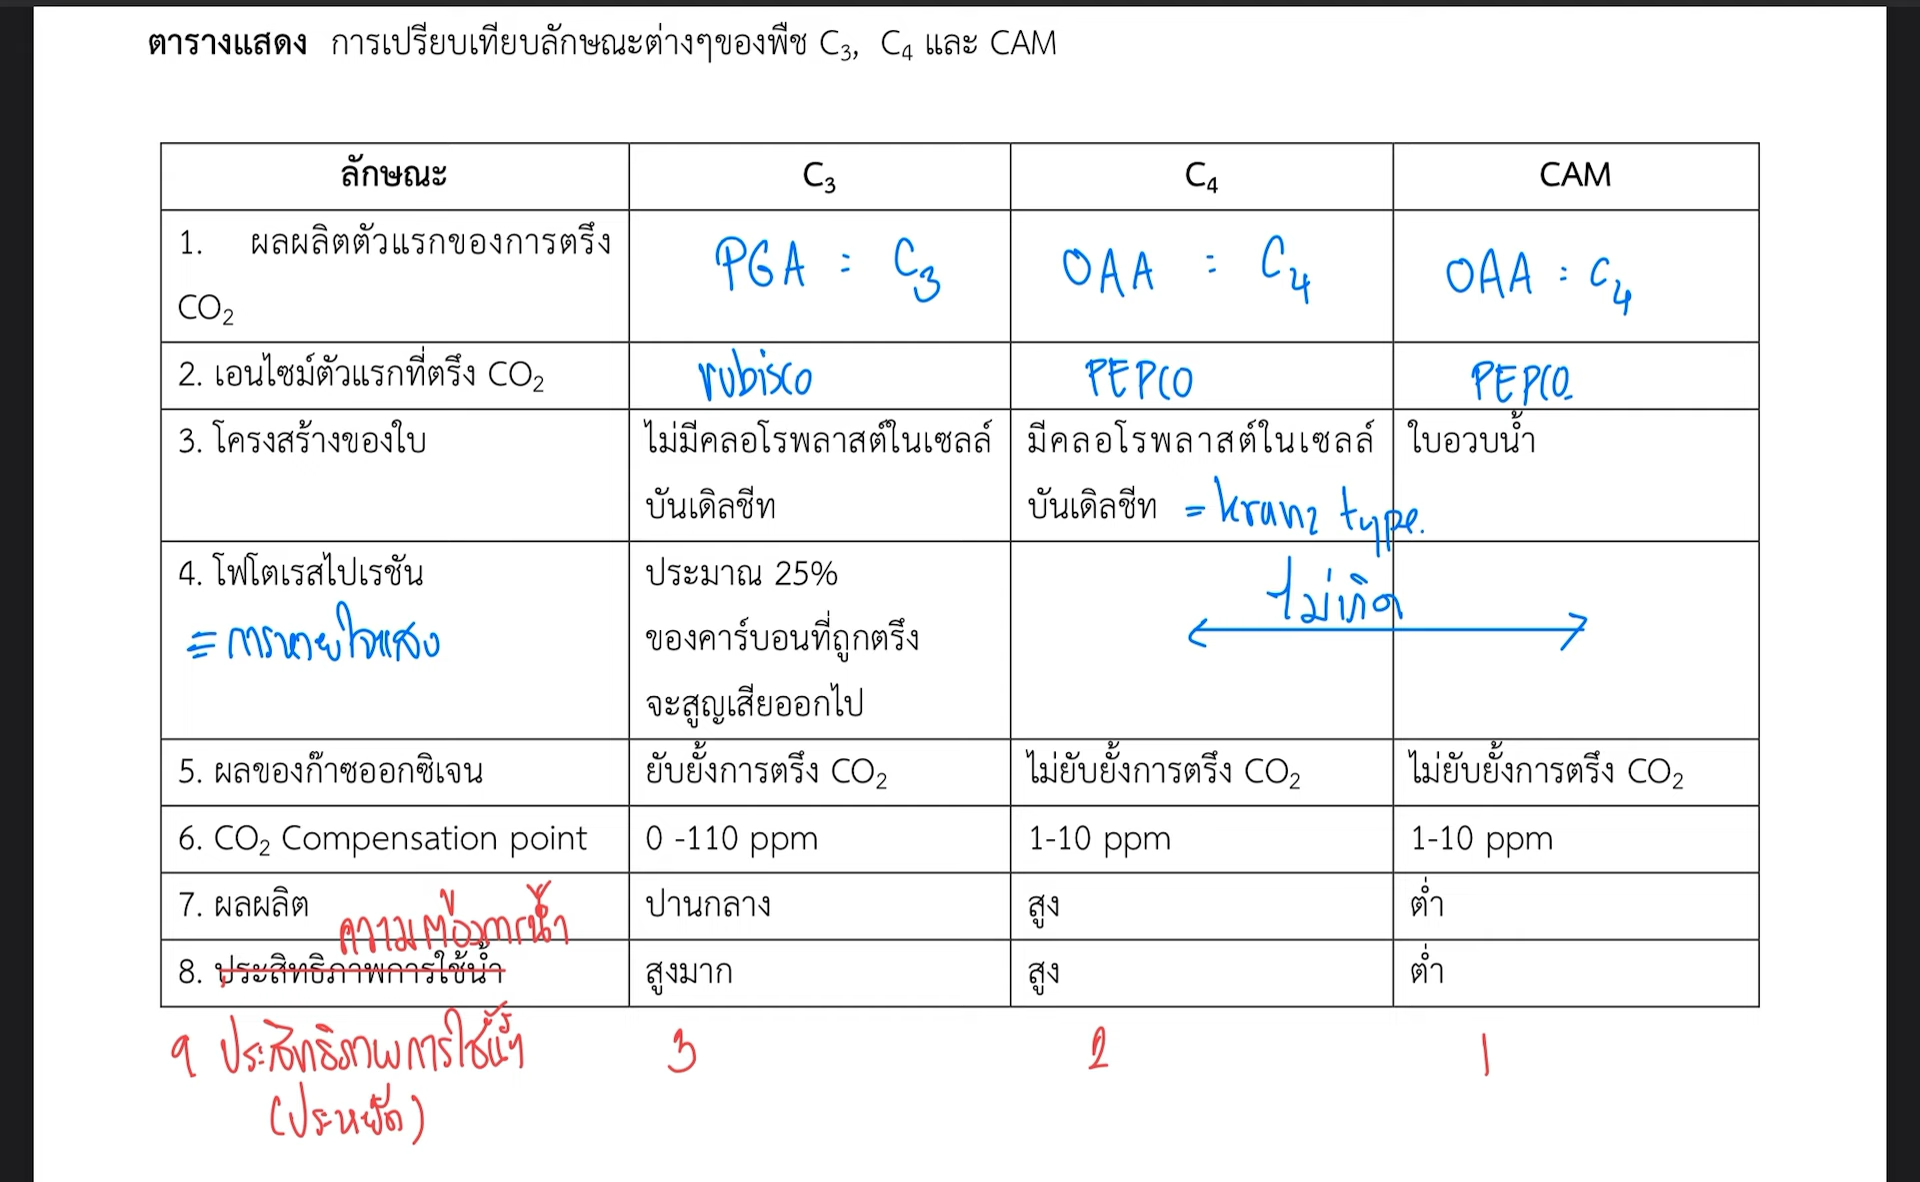 ตารางแสดง การเปรียบเทียบลักษณะต่างๆของพืช C₃, C₄ และ CAM
ลักษณะ C₃ C₄ CAM
1. ผลผลิตตัวแรกของการตรึง
CO₂
PGA : C₃ OAA : C₄ OAA : C₄
2. เอนไซม์ตัวแรกที่ตรึง CO₂ rubisco PEPCO PEPCO
3. โครงสร้างของใบ ไม่มีคลอโรพลาสต์ในเซลล์ มีคลอโรพลาสต์ในเซลล์ ใบอวบน้ำ
บันเดิลชีท บันเดิลชีท = kranz type.
4. โฟโตเรสไปเรชัน ประมาณ 25% ไม่เกิด
= การหายใจแสง ของคาร์บอนที่ถูกตรึง
จะสูญเสียออกไป
5. ผลของก๊าซออกซิเจน ยับยั้งการตรึง CO₂ ไม่ยับยั้งการตรึง CO₂ ไม่ยับยั้งการตรึง CO₂
6. CO₂ Compensation point 0 -110 ppm 1-10 ppm 1-10 ppm
7. ผลผลิต ปานกลาง สูง ต่ำ
ความต้องการน้ำ
8. ประสิทธิภาพการใช้น้ำ สูงมาก สูง ต่ำ
9 ประสิทธิภาพการใช้น้ำ 3 2 1
(ประหยัด)